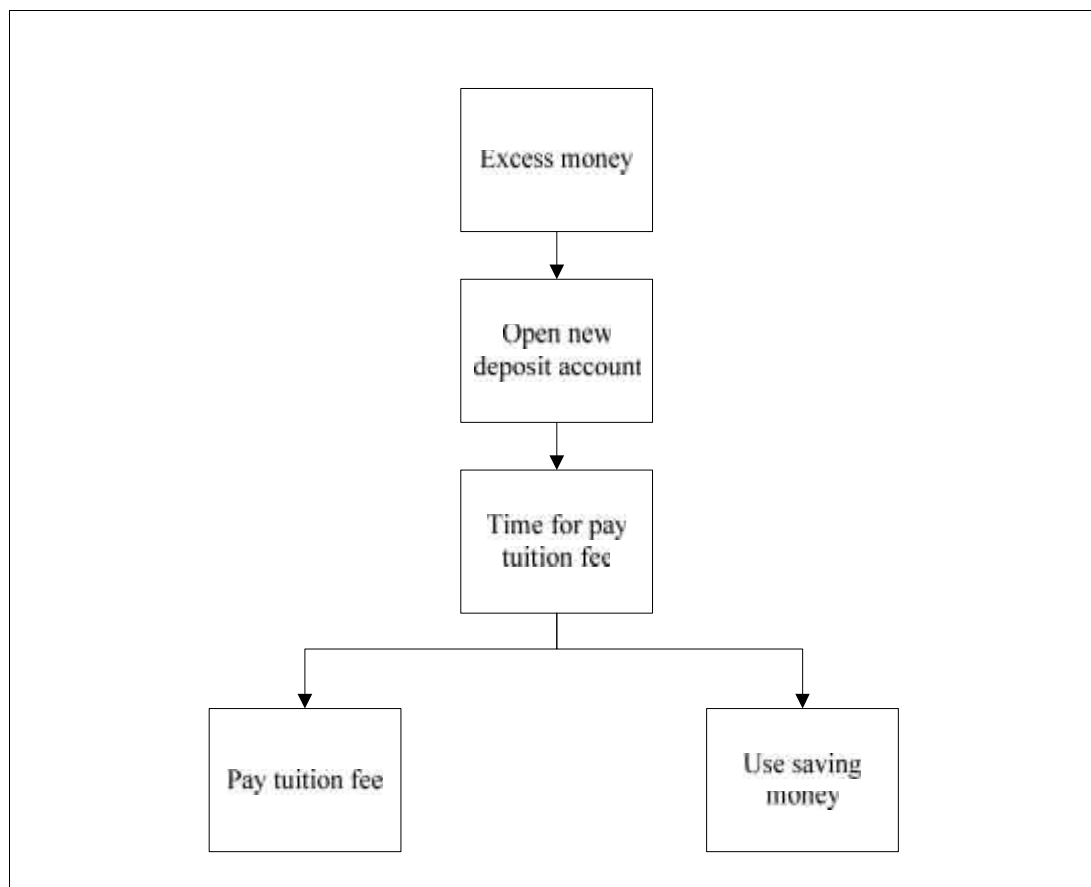 Excess money
Open new
deposit account
Time for pay
tuition fee
Pay tuition fee
Use saving
money